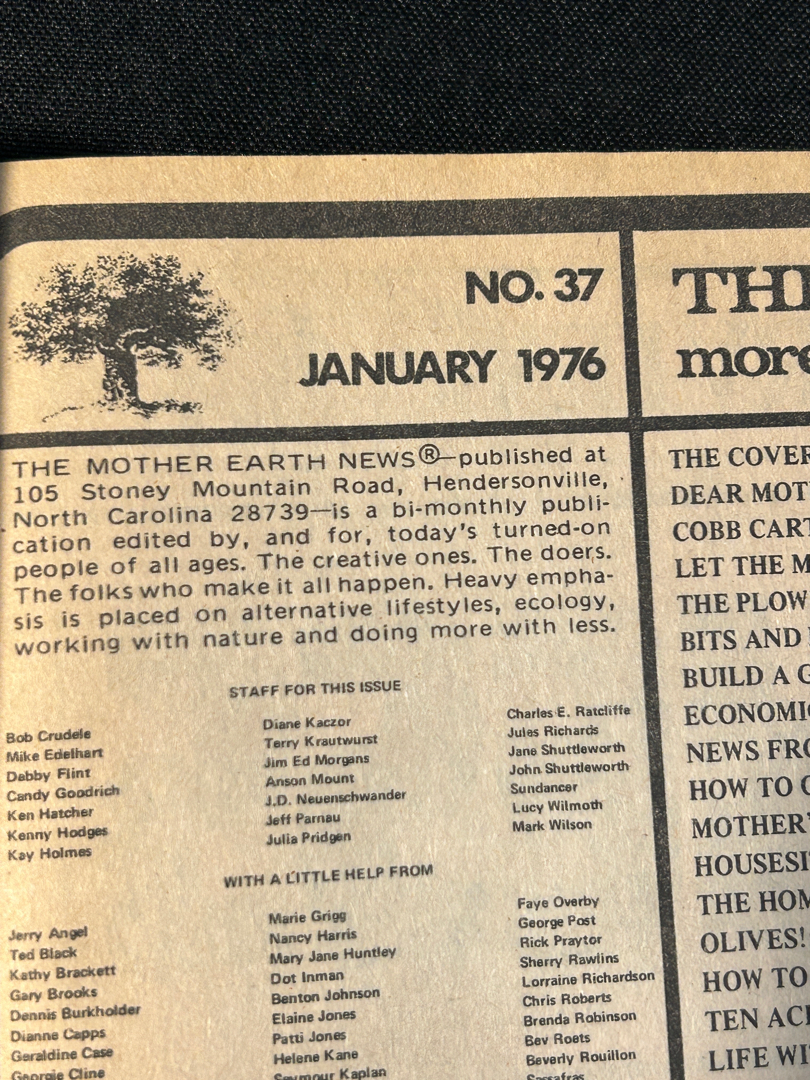 NO. 37
JANUARY 1976
THE MOTHER EARTH NEWS®—published at
105 Stoney Mountain Road, Hendersonville,
North Carolina 28739—is a bi-monthly publi-
cation edited by, and for, today's turned-on
people of all ages. The creative ones. The doers.
The folks who make it all happen. Heavy empha-
sis is placed on alternative lifestyles, ecology,
working with nature and doing more with less.
STAFF FOR THIS ISSUE
Bob Crudele
Mike Edelhart
Debby Flint
Candy Goodrich
Ken Hatcher
Kenny Hodges
Kay Holmes
Diane Kaczor
Terry Krautwurst
Jim Ed Morgans
Anson Mount
J.D. Neuenschwander
Jeff Parnau
Julia Pridgen
Charles E. Ratcliffe
Jules Richards
Jane Shuttleworth
John Shuttleworth
Sundancer
Lucy Wilmoth
Mark Wilson
WITH A LITTLE HELP FROM
Jerry Angel
Ted Black
Kathy Brackett
Gary Brooks
Dennis Burkholder
Dianne Capps
Geraldine Case
Georgie Cline
Marie Grigg
Nancy Harris
Mary Jane Huntley
Dot Inman
Benton Johnson
Elaine Jones
Patti Jones
Helene Kane
Seymour Kaplan
Faye Overby
George Post
Rick Praytor
Sherry Rawlins
Lorraine Richardson
Chris Roberts
Brenda Robinson
Bev Roets
Beverly Rouillon
Sassafras
TH
more
THE COVER
DEAR MOT
COBB CART
LET THE M
THE PLOW
BITS AND
BUILD A G
ECONOMI
NEWS FRO
HOW TO
MOTHER'
HOUSESI
THE HOM
OLIVES!
HOW TO
TEN AC
LIFE WI